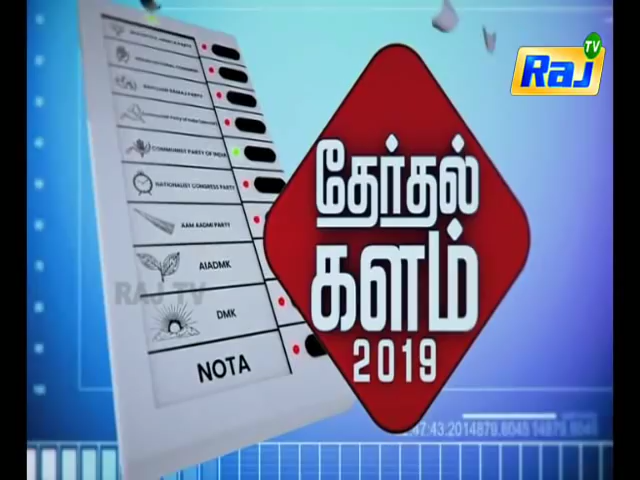 Raj TV
தேர்தல்
களம்
2019
COMMUNIST PARTY OF INDIA
NATIONALIST CONGRESS PARTY
AAM AADMI PARTY
AIADMK
RAJ TV
DMK
NOTA